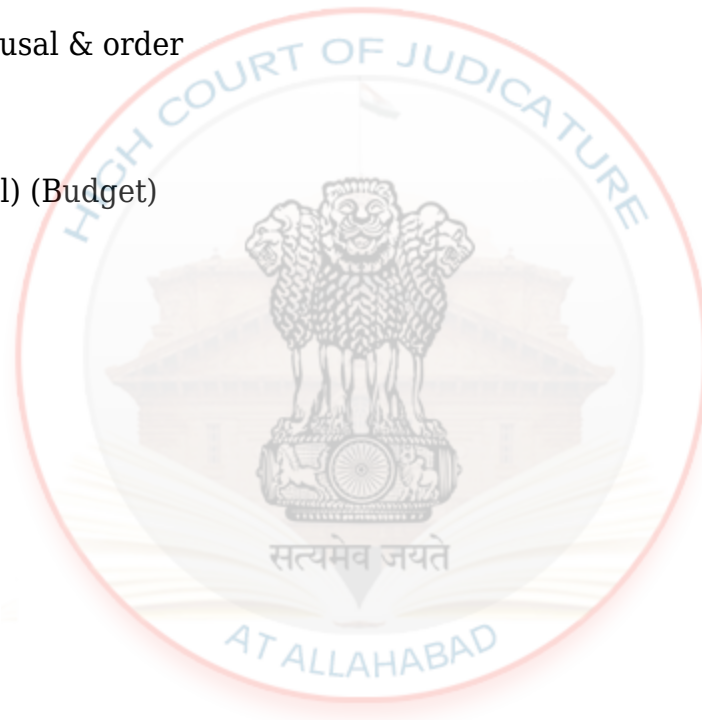 usal & order
HIGH COURT OF JUDICATURE
l) (Budget)
सत्यमेव जयते
AT ALLAHABAD